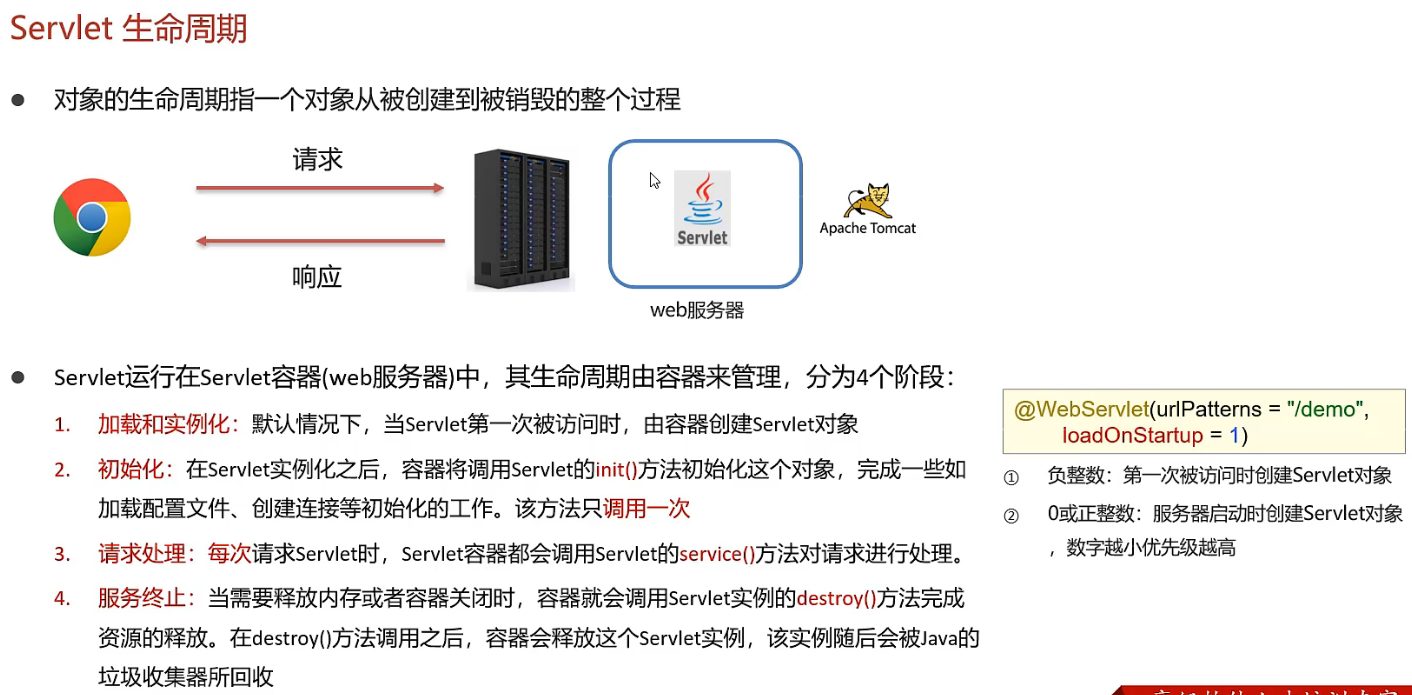 Servlet 生命周期
● 对象的生命周期指一个对象从被创建到被销毁的整个过程
请求
响应
Servlet
web服务器
Apache Tomcat
● Servlet运行在Servlet容器(web服务器)中，其生命周期由容器来管理，分为4个阶段：
1. 加载和实例化：默认情况下，当Servlet第一次被访问时，由容器创建Servlet对象
2. 初始化：在Servlet实例化之后，容器将调用Servlet的init()方法初始化这个对象，完成一些如
加载配置文件、创建连接等初始化的工作。该方法只调用一次
3. 请求处理：每次请求Servlet时，Servlet容器都会调用Servlet的service()方法对请求进行处理。
4. 服务终止：当需要释放内存或者容器关闭时，容器就会调用Servlet实例的destroy()方法完成
资源的释放。在destroy()方法调用之后，容器会释放这个Servlet实例，该实例随后会被Java的
垃圾收集器所回收
@WebServlet(urlPatterns = "/demo",
loadOnStartup = 1)
① 负整数：第一次被访问时创建Servlet对象
② 0或正整数：服务器启动时创建Servlet对象
，数字越小优先级越高